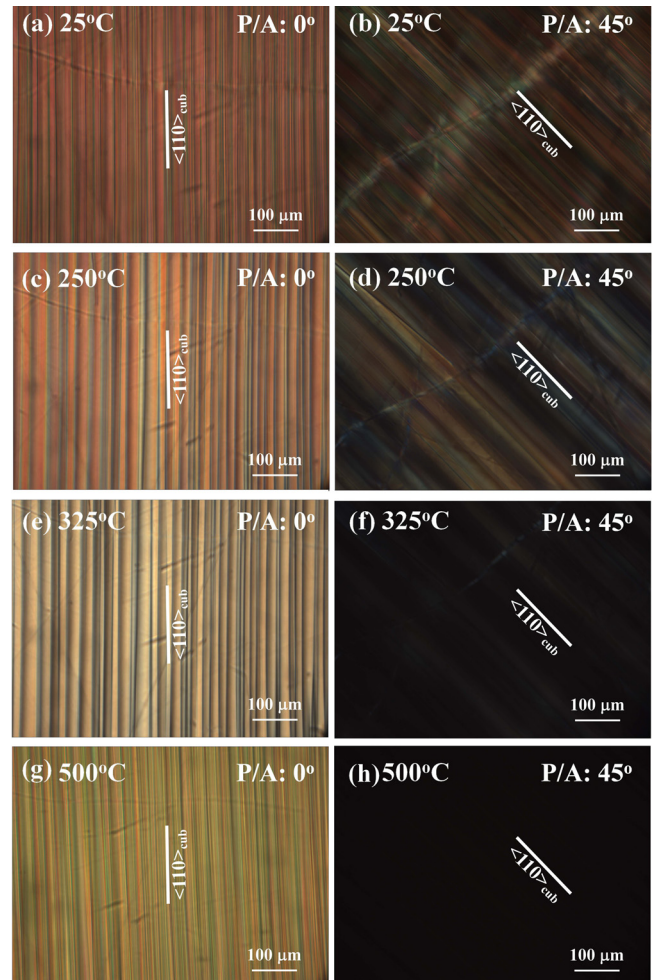 (a) 25°C P/A: 0°
<110>cub
100 μm
(b) 25°C P/A: 45°
<110>cub
100 μm
(c) 250°C P/A: 0°
<110>cub
100 μm
(d) 250°C P/A: 45°
<110>cub
100 μm
(e) 325°C P/A: 0°
<110>cub
100 μm
(f) 325°C P/A: 45°
<110>cub
100 μm
(g) 500°C P/A: 0°
<110>cub
100 μm
(h) 500°C P/A: 45°
<110>cub
100 μm